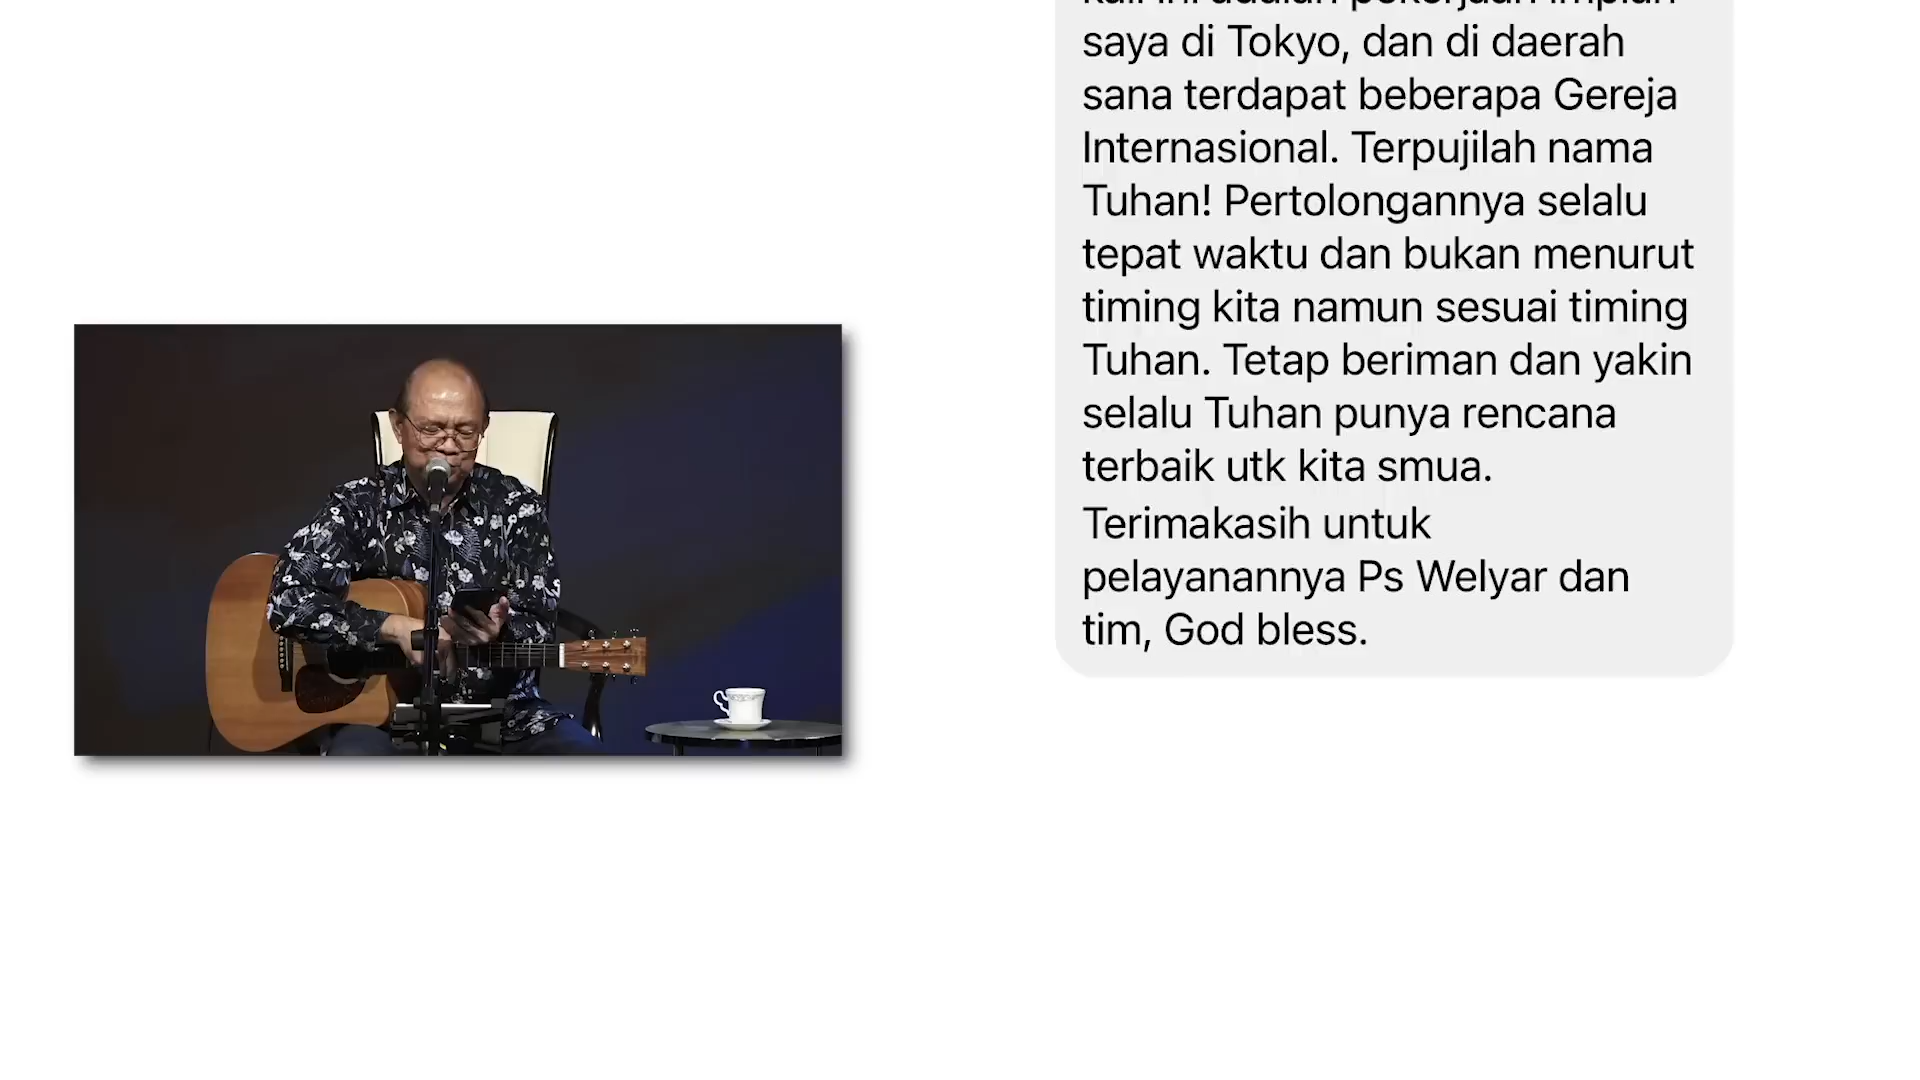 saya di Tokyo, dan di daerah
sana terdapat beberapa Gereja
Internasional. Terpujilah nama
Tuhan! Pertolongannya selalu
tepat waktu dan bukan menurut
timing kita namun sesuai timing
Tuhan. Tetap beriman dan yakin
selalu Tuhan punya rencana
terbaik utk kita smua.
Terimakasih untuk
pelayanannya Ps Welyar dan
tim, God bless.